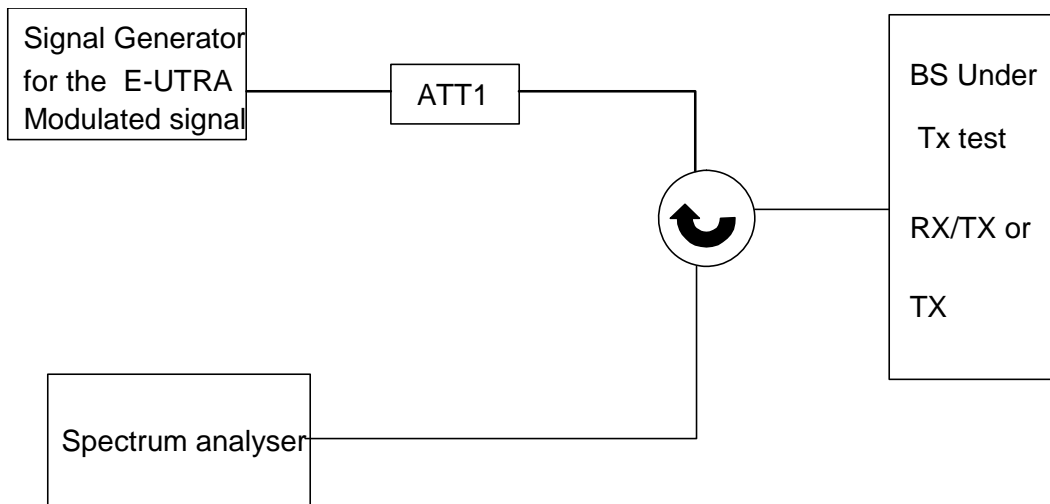 Signal Generator
for the E-UTRA
Modulated signal
ATT1
BS Under
Tx test
RX/TX or
TX
Spectrum analyser